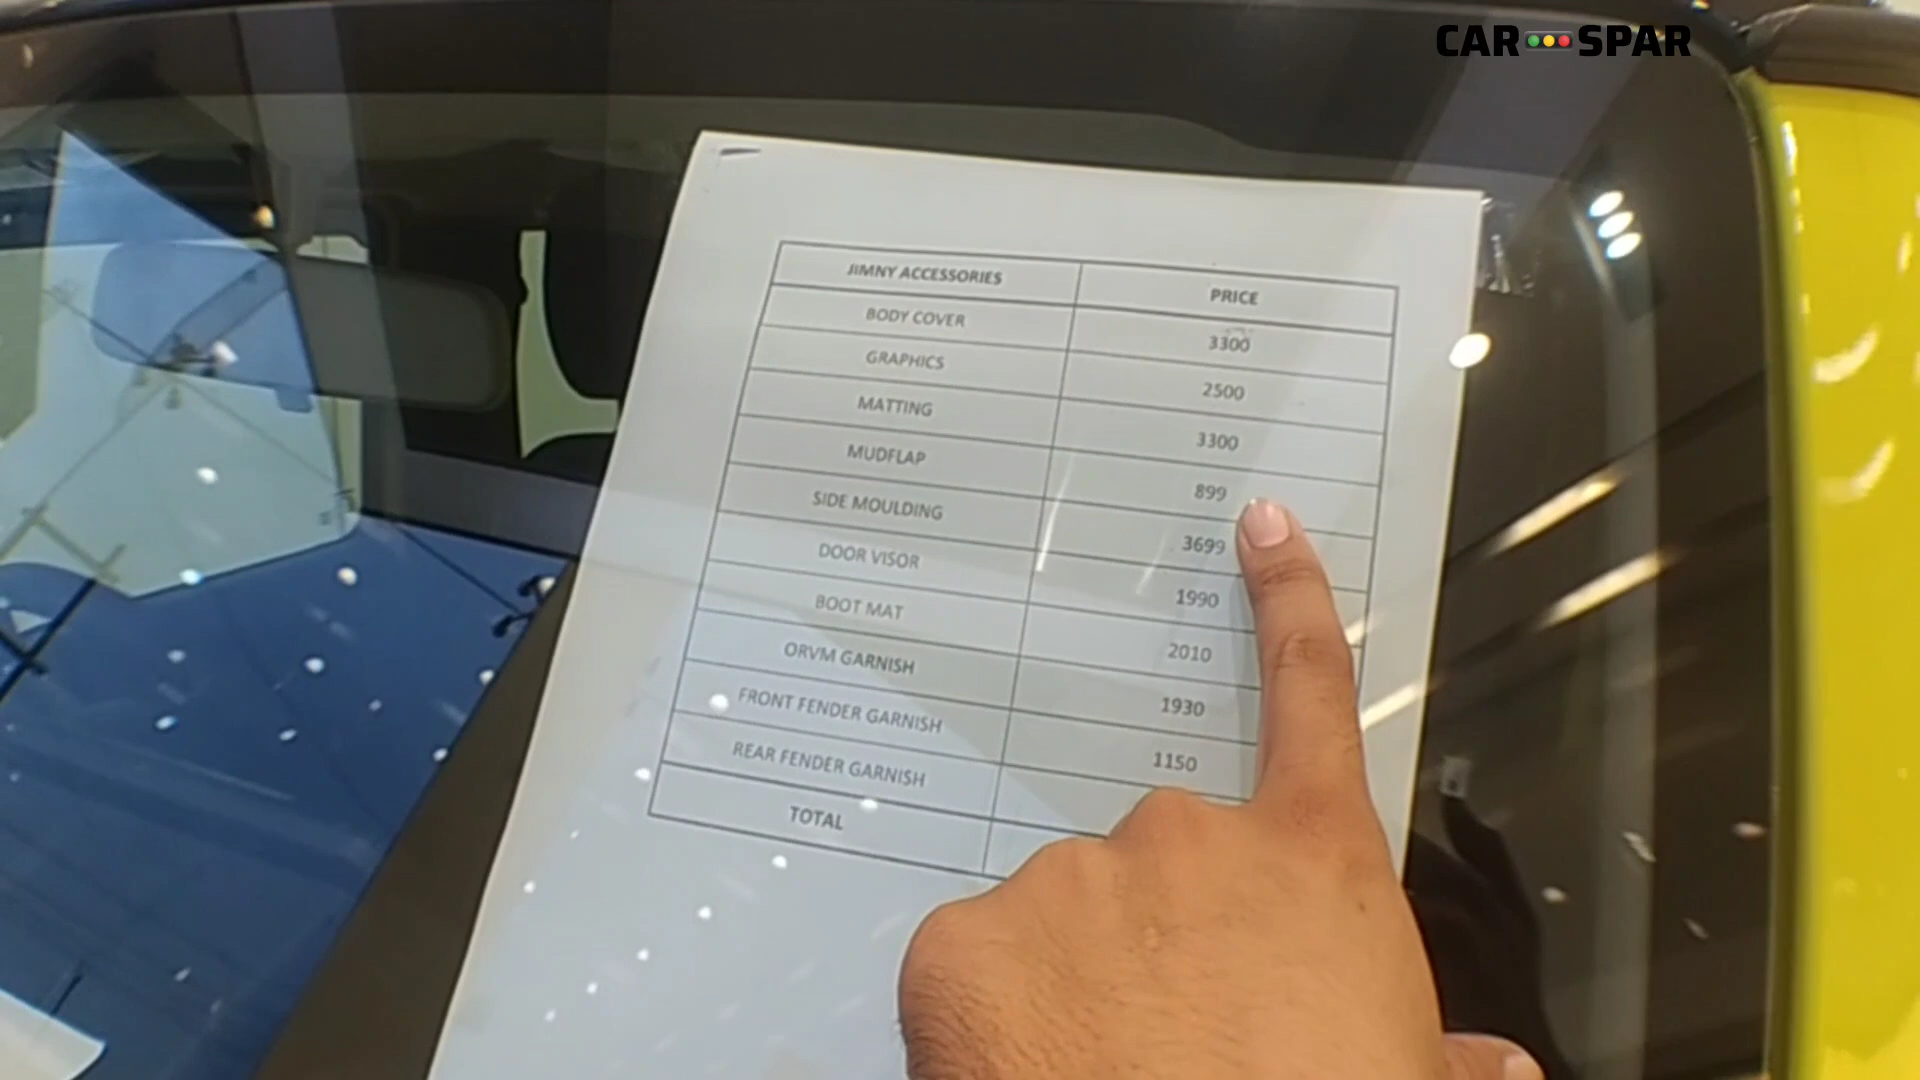 CAR SPAR
JIMNY ACCESSORIES PRICE
BODY COVER 3300
GRAPHICS 2500
MATTING 3300
MUDFLAP 899
SIDE MOULDING 3699
DOOR VISOR 1990
BOOT MAT 2010
ORVM GARNISH 1930
FRONT FENDER GARNISH 1150
REAR FENDER GARNISH
TOTAL